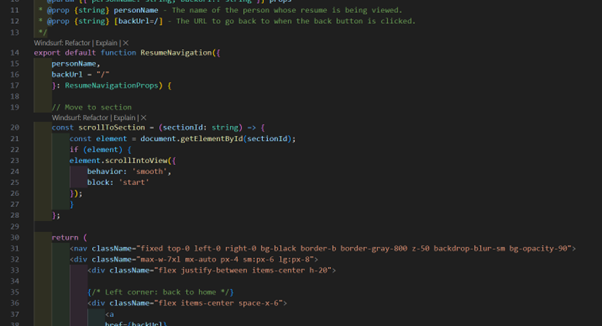 * @prop {string} personName - The name of the person whose resume is being viewed.
11
* @prop {string} [backUrl=/] - The URL to go back to when the back button is clicked.
12
*/
13
Windsurf: Refactor | Explain | ×
14 export default function ResumeNavigation({
15 personName,
16 backUrl = "/"
17 }: ResumeNavigationProps) {
18
19 // Move to section
Windsurf: Refactor | Explain | ×
20 const scrollToSection = (sectionId: string) => {
21 const element = document.getElementById(sectionId);
22 if (element) {
23 element.scrollIntoView({
24 behavior: 'smooth',
25 block: 'start'
26 });
27 }
28 };
29
30 return (
31 <nav className="fixed top-0 left-0 right-0 bg-black border-b border-gray-800 z-50 backdrop-blur-sm bg-opacity-90">
32 <div className="max-w-7xl mx-auto px-4 sm:px-6 lg:px-8">
33 <div className="flex justify-between items-center h-20">
34
35 {/* Left corner: back to home */}
36 <div className="flex items-center space-x-6">
37 <a
38 href={backUrl}